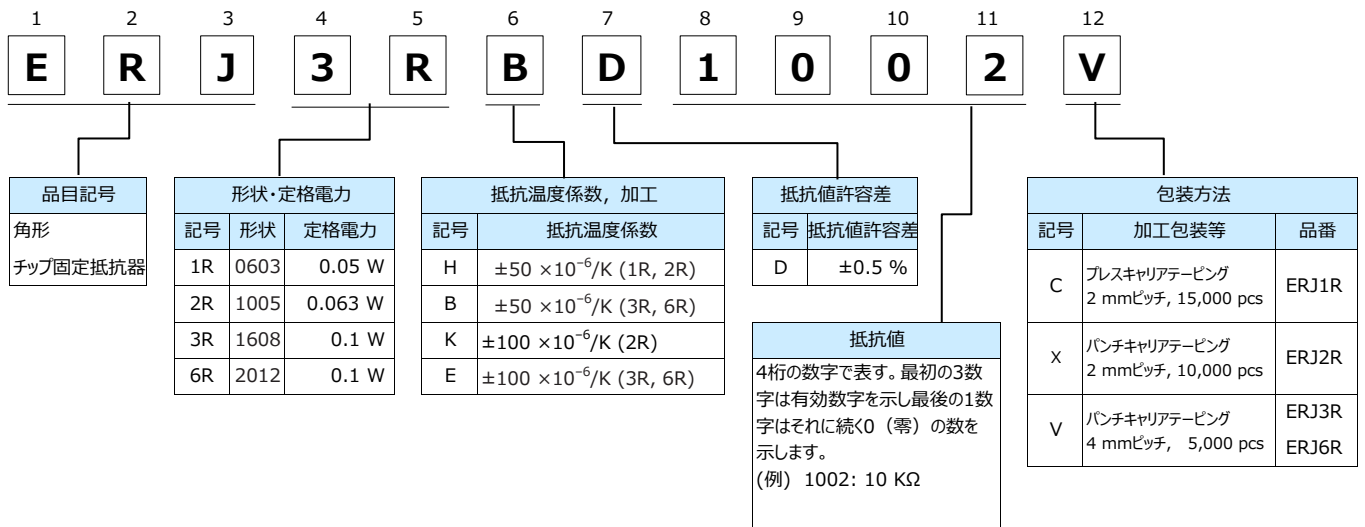 1 2 3 4 5 6 7 8 9 10 11 12
E R J 3 R B D 1 0 0 2 V
品目記号
角形
チップ固定抵抗器
形状・定格電力
記号 形状 定格電力
1R 0603 0.05 W
2R 1005 0.063 W
3R 1608 0.1 W
6R 2012 0.1 W
抵抗温度係数, 加工
記号 抵抗温度係数
H ±50 ×10⁻⁶/K (1R, 2R)
B ±50 ×10⁻⁶/K (3R, 6R)
K ±100 ×10⁻⁶/K (2R)
E ±100 ×10⁻⁶/K (3R, 6R)
抵抗値許容差
記号 抵抗値許容差
D ±0.5 %
抵抗値
4桁の数字で表す。最初の3数
字は有効数字を示し最後の1数
字はそれに続く0（零）の数を
示します。
(例) 1002: 10 KΩ
包装方法
記号 加工包装等 品番
C プレスキャリアテーピング
2 mmピッチ, 15,000 pcs ERJ1R
X パンチキャリアテーピング
2 mmピッチ, 10,000 pcs ERJ2R
V パンチキャリアテーピング
4 mmピッチ, 5,000 pcs
ERJ3R
ERJ6R